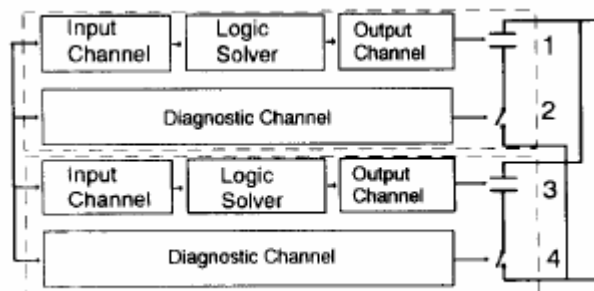 Input
Channel
Logic
Solver
Output
Channel
1
Diagnostic Channel
2
Input
Channel
Logic
Solver
Output
Channel
3
Diagnostic Channel
4